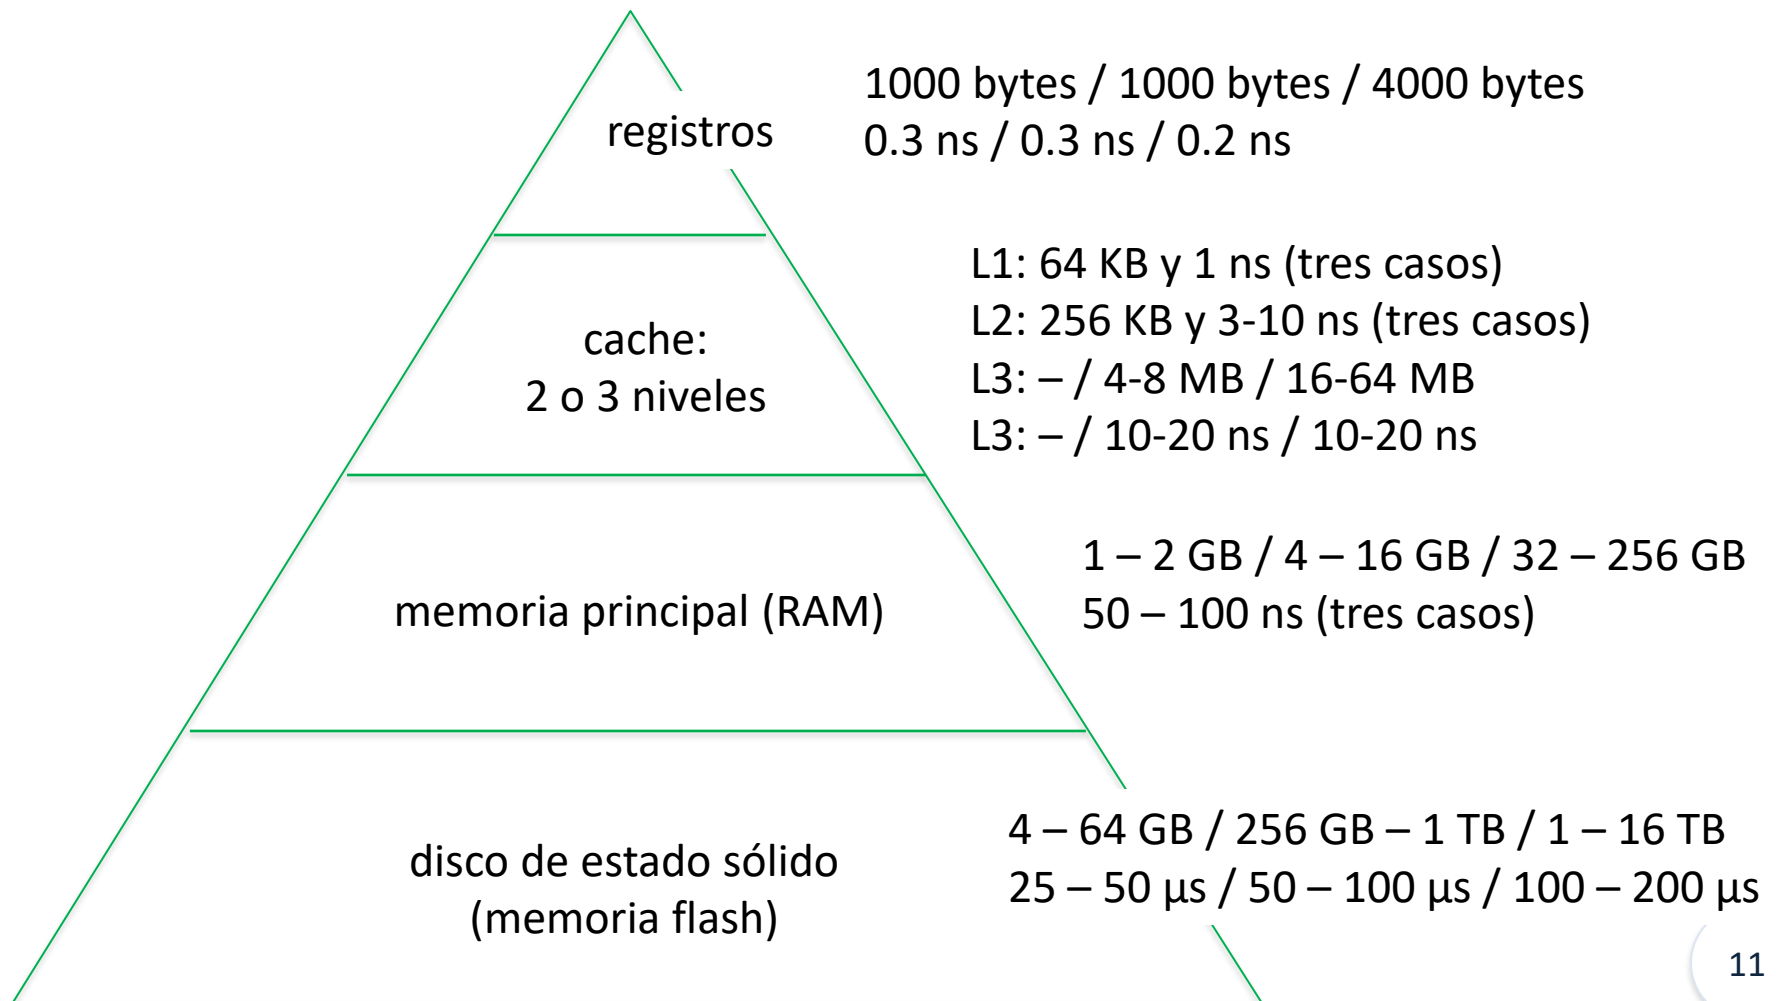 1000 bytes / 1000 bytes / 4000 bytes
registros
0.3 ns / 0.3 ns / 0.2 ns
L1: 64 KB y 1 ns (tres casos)
L2: 256 KB y 3-10 ns (tres casos)
cache:
L3: – / 4-8 MB / 16-64 MB
2 o 3 niveles
L3: – / 10-20 ns / 10-20 ns
1 – 2 GB / 4 – 16 GB / 32 – 256 GB
memoria principal (RAM)
50 – 100 ns (tres casos)
4 – 64 GB / 256 GB – 1 TB / 1 – 16 TB
disco de estado sólido
25 – 50 μs / 50 – 100 μs / 100 – 200 μs
(memoria flash)
11